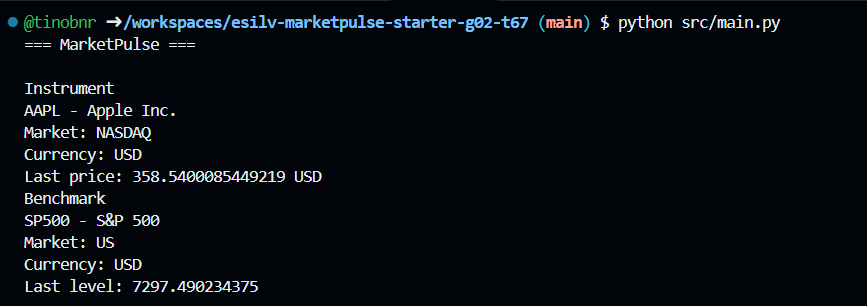 @tinobnr ➜/workspaces/esilv-marketpulse-starter-g02-t67 (main) $ python src/main.py
=== MarketPulse ===
Instrument
AAPL - Apple Inc.
Market: NASDAQ
Currency: USD
Last price: 358.5400085449219 USD
Benchmark
SP500 - S&P 500
Market: US
Currency: USD
Last level: 7297.490234375